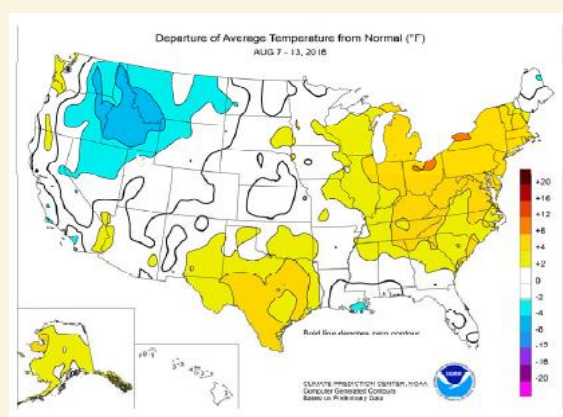 Departure of Average Temperature from Normal (°F)
AUG 7 - 13, 2016
+20
+16
+12
+8
+4
+2
0
-2
-4
-8
-12
-16
-20
Bold line denotes zero contour
CLIMATE PREDICTION CENTER, NOAA
Computer Generated Contours
Based on Preliminary Data